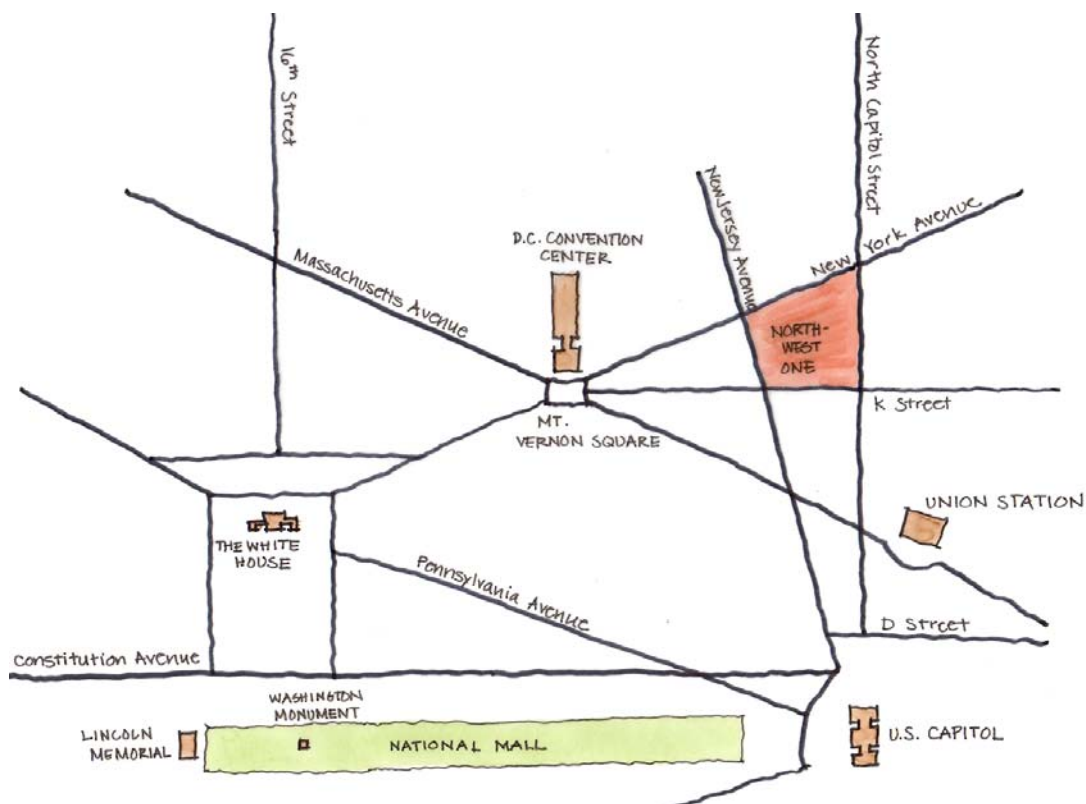 16th
Street
North Capitol Street
New Jersey Avenue
New York Avenue
Massachusetts Avenue
D.C. CONVENTION
CENTER
NORTH-
WEST
ONE
K Street
MT.
VERNON SQUARE
UNION STATION
THE WHITE
HOUSE
Pennsylvania Avenue
D Street
Constitution Avenue
WASHINGTON
MONUMENT
LINCOLN
MEMORIAL
NATIONAL MALL
U.S. CAPITOL